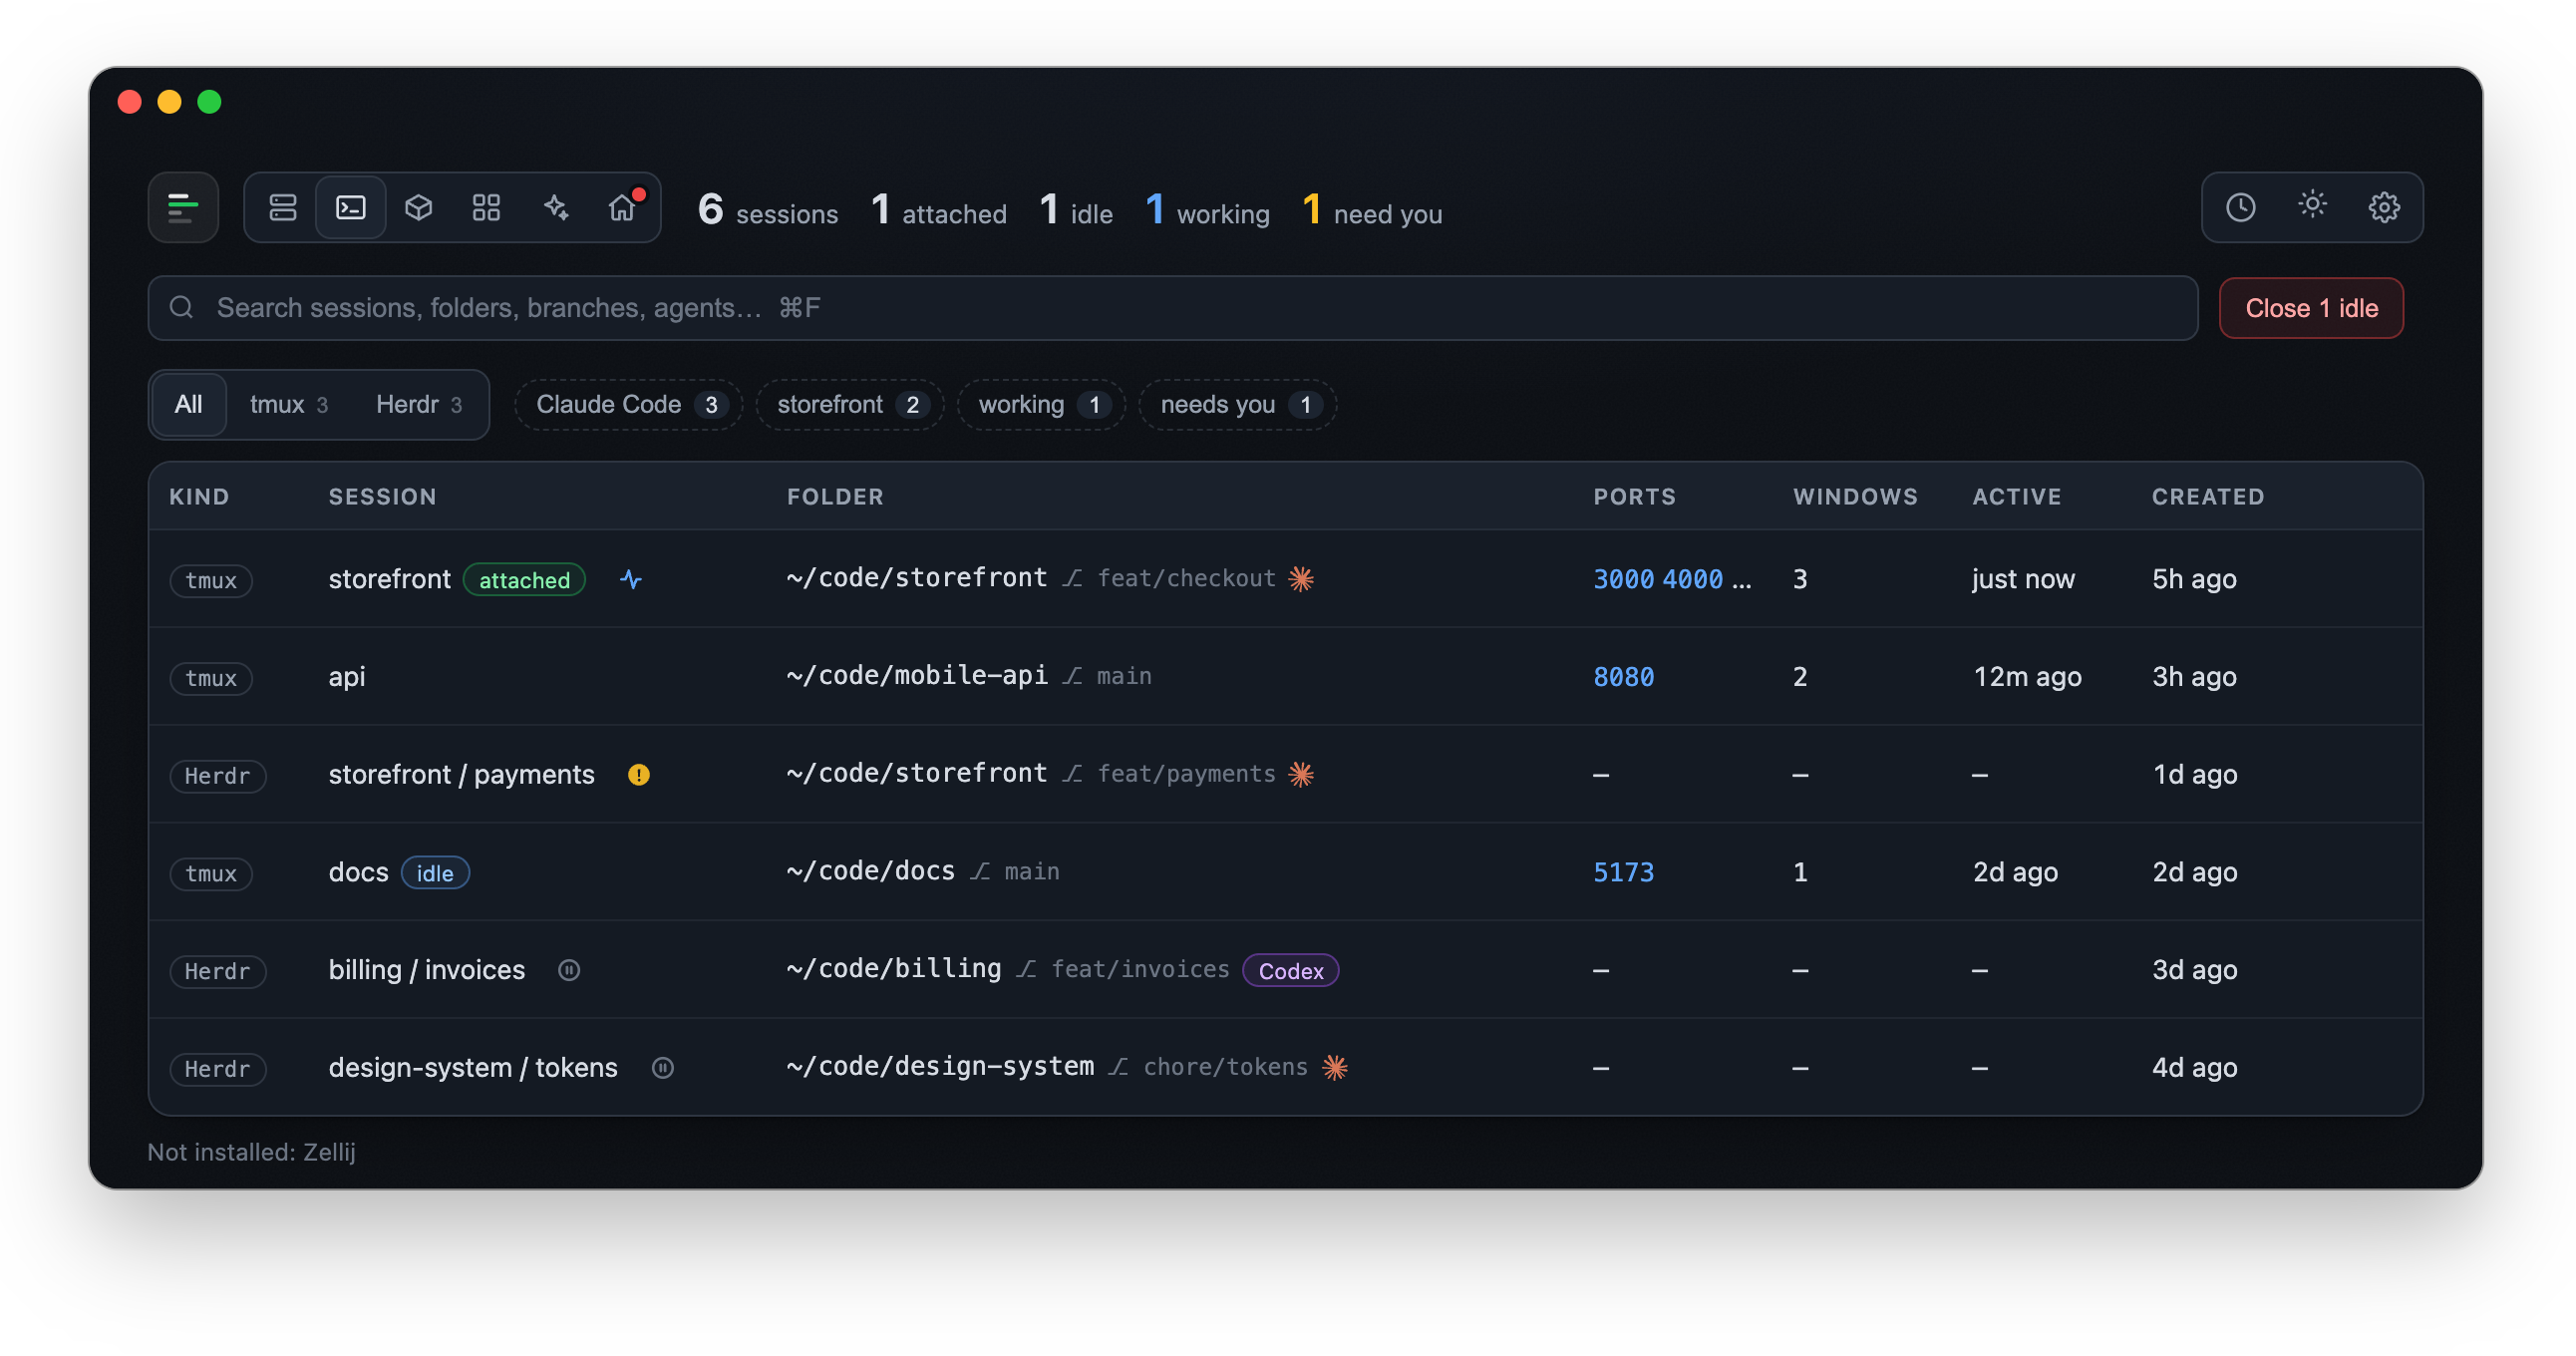 6 sessions 1 attached 1 idle 1 working 1 need you
Search sessions, folders, branches, agents… ⌘F
Close 1 idle
All tmux 3 Herdr 3 Claude Code 3 storefront 2 working 1 needs you 1
KIND SESSION FOLDER PORTS WINDOWS ACTIVE CREATED
tmux storefront attached ~/code/storefront feat/checkout 3000 4000 … 3 just now 5h ago
tmux api ~/code/mobile-api main 8080 2 12m ago 3h ago
Herdr storefront / payments ~/code/storefront feat/payments – – – 1d ago
tmux docs idle ~/code/docs main 5173 1 2d ago 2d ago
Herdr billing / invoices ~/code/billing feat/invoices Codex – – – 3d ago
Herdr design-system / tokens ~/code/design-system chore/tokens – – – 4d ago
Not installed: Zellij